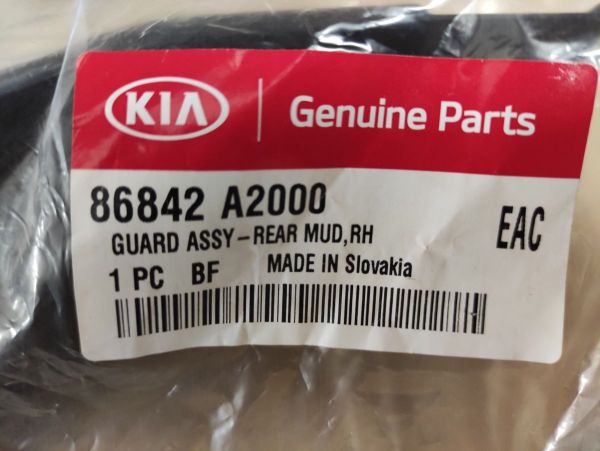 KIA Genuine Parts
86842 A2000
GUARD ASSY-REAR MUD,RH
EAC
1 PC BF MADE IN Slovakia